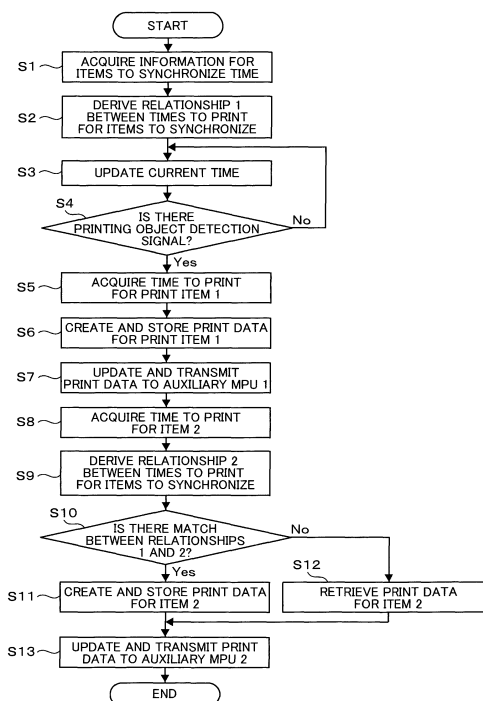 START
S1
ACQUIRE INFORMATION FOR
ITEMS TO SYNCHRONIZE TIME
S2
DERIVE RELATIONSHIP 1
BETWEEN TIMES TO PRINT
FOR ITEMS TO SYNCHRONIZE
S3
UPDATE CURRENT TIME
S4
IS THERE
PRINTING OBJECT DETECTION
SIGNAL?
No
Yes
S5
ACQUIRE TIME TO PRINT
FOR PRINT ITEM 1
S6
CREATE AND STORE PRINT DATA
FOR PRINT ITEM 1
S7
UPDATE AND TRANSMIT
PRINT DATA TO AUXILIARY MPU 1
S8
ACQUIRE TIME TO PRINT
FOR ITEM 2
S9
DERIVE RELATIONSHIP 2
BETWEEN TIMES TO PRINT
FOR ITEMS TO SYNCHRONIZE
S10
IS THERE MATCH
BETWEEN RELATIONSHIPS
1 AND 2?
No
Yes
S11
CREATE AND STORE PRINT DATA
FOR ITEM 2
S12
RETRIEVE PRINT DATA
FOR ITEM 2
S13
UPDATE AND TRANSMIT PRINT
DATA TO AUXILIARY MPU 2
END